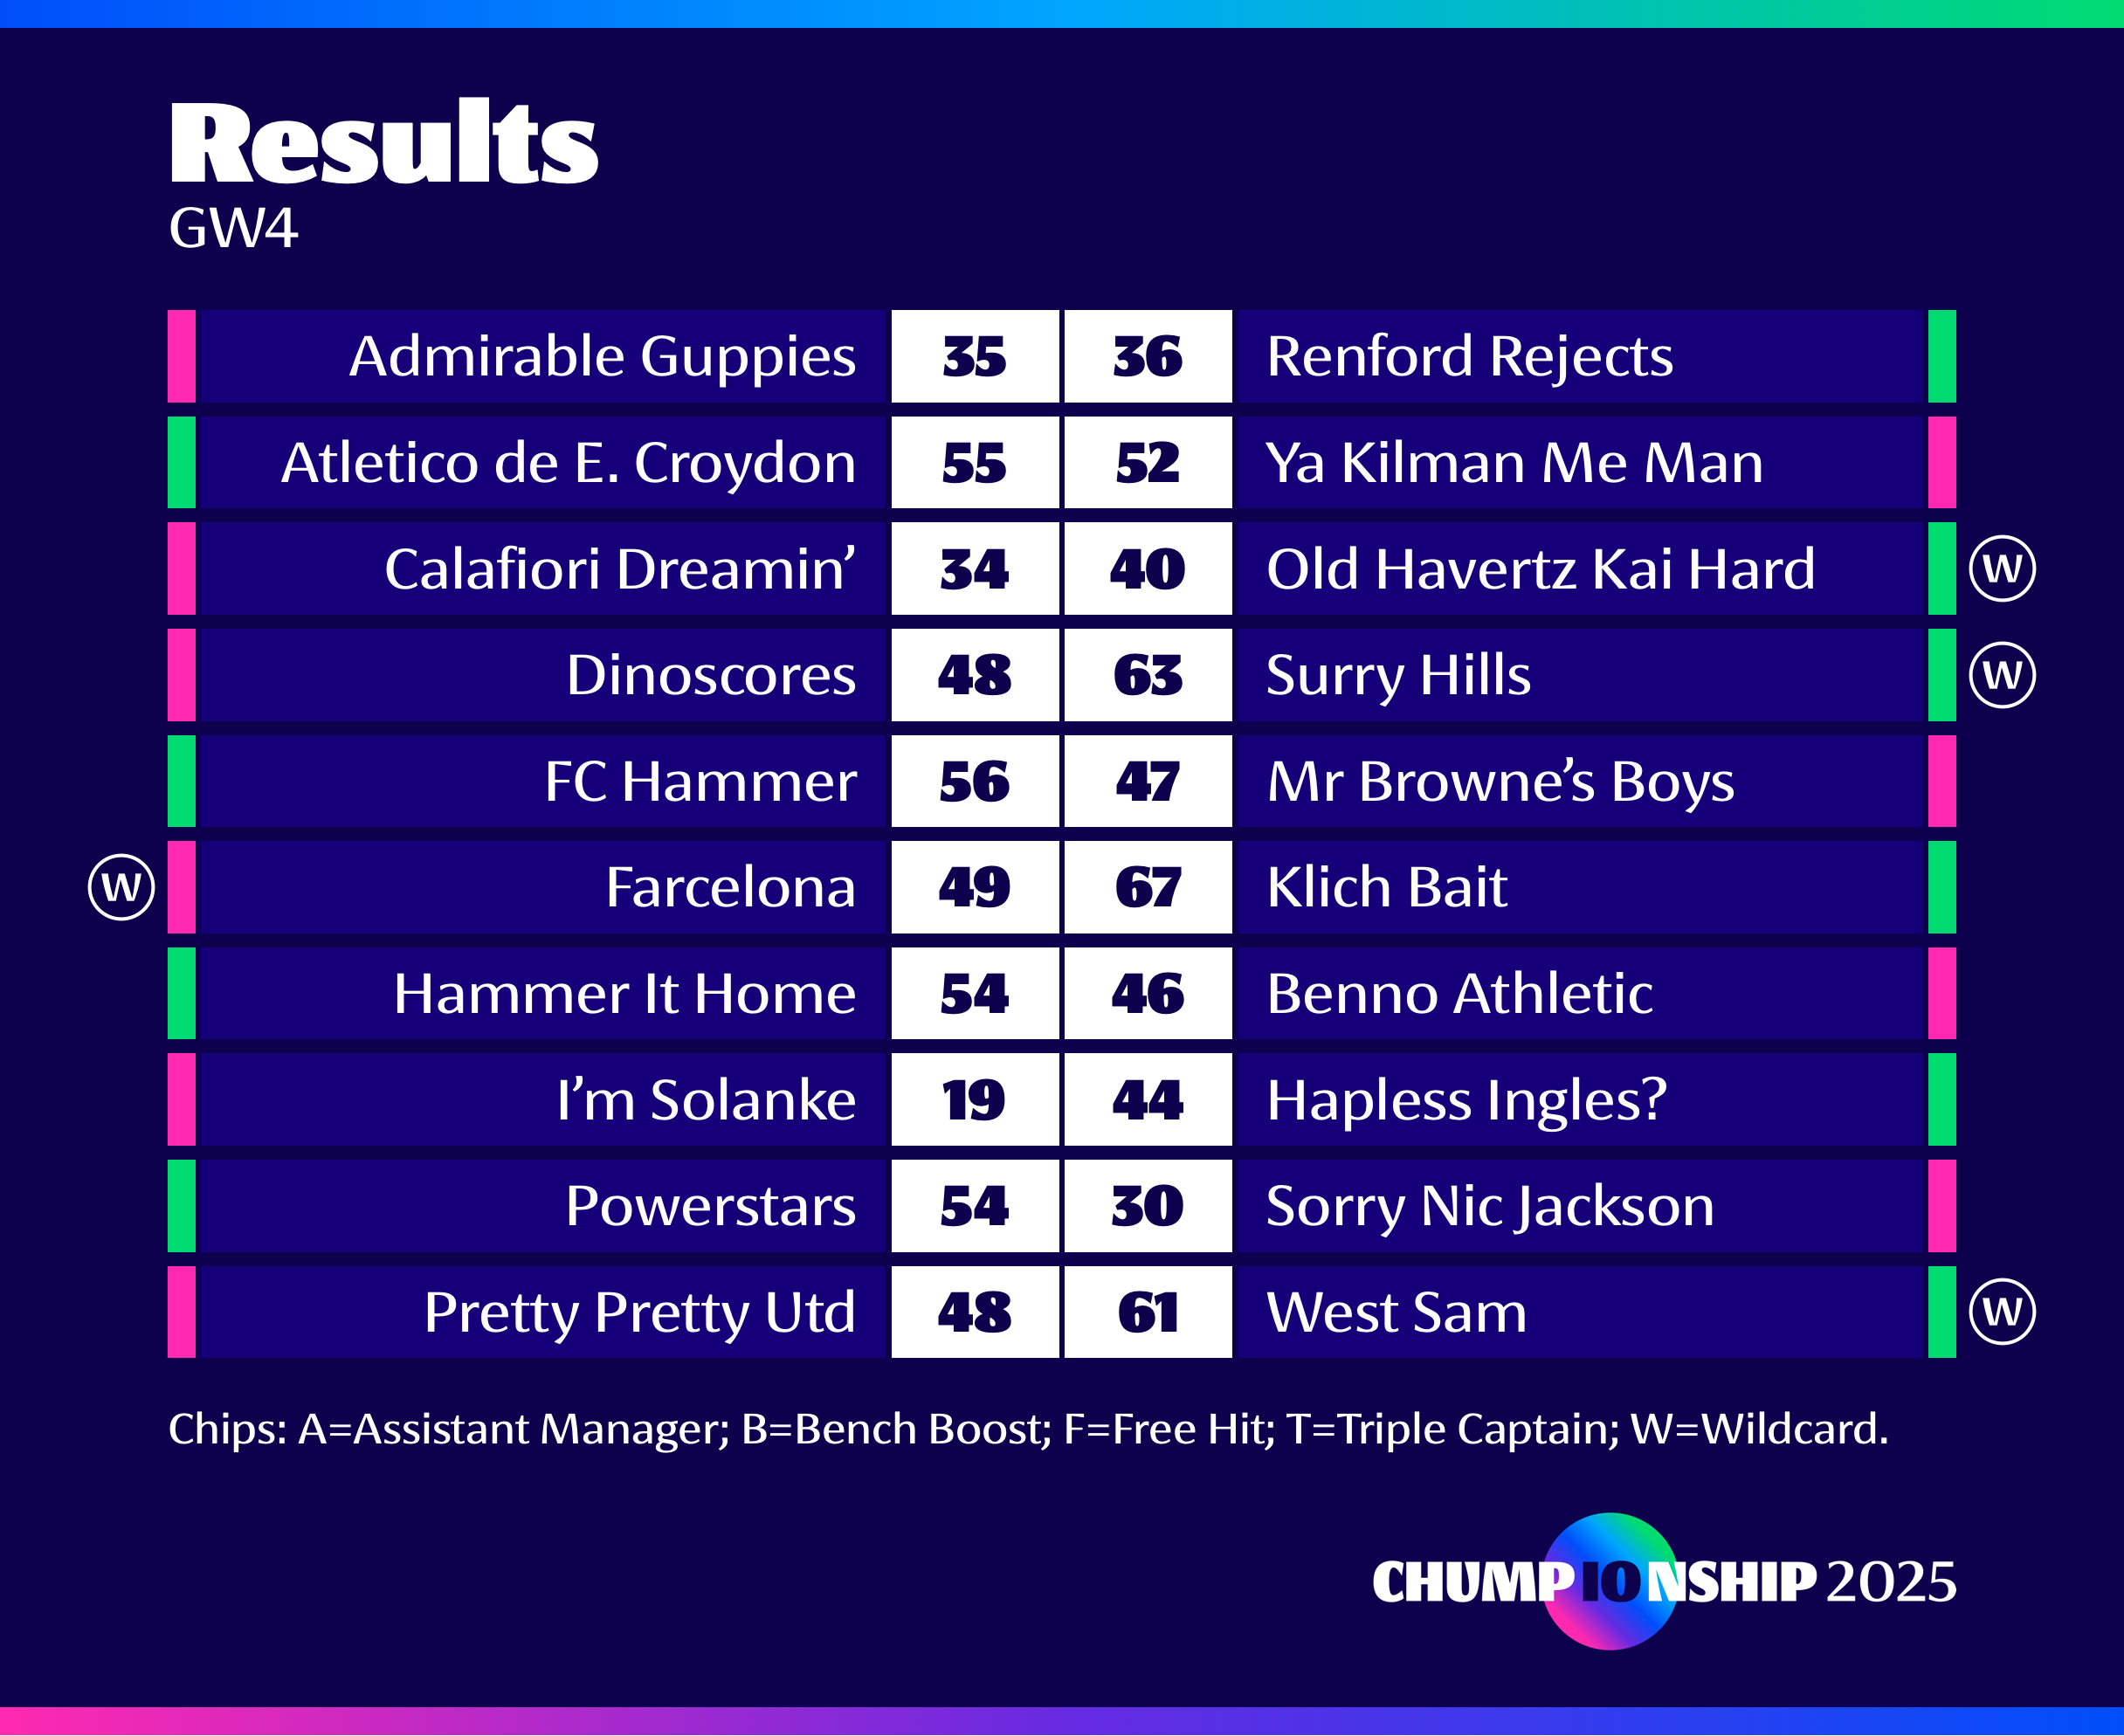 Results
GW4
Admirable Guppies 35 36 Renford Rejects
Atletico de E. Croydon 55 52 Ya Kilman Me Man
Calafiori Dreamin’ 34 40 Old Havertz Kai Hard W
Dinoscores 48 63 Surry Hills W
FC Hammer 56 47 Mr Browne’s Boys
W Farcelona 49 67 Klich Bait
Hammer It Home 54 46 Benno Athletic
I’m Solanke 19 44 Hapless Ingles?
Powerstars 54 30 Sorry Nic Jackson
Pretty Pretty Utd 48 61 West Sam W
Chips: A=Assistant Manager; B=Bench Boost; F=Free Hit; T=Triple Captain; W=Wildcard.
CHUMPIONSHIP 2025